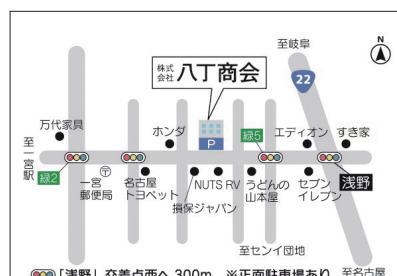 至岐阜
N
株式会社 八丁商会
22
万代家具
ホンダ
緑5
エディオン
すき家
P
至一宮駅
緑2
〒
一宮郵便局
名古屋トヨペット
NUTS RV
損保ジャパン
うどんの山本屋
セブンイレブン
浅野
至センイ団地
至名古屋
「浅野」交差点西へ 300m ※正面駐車場あり